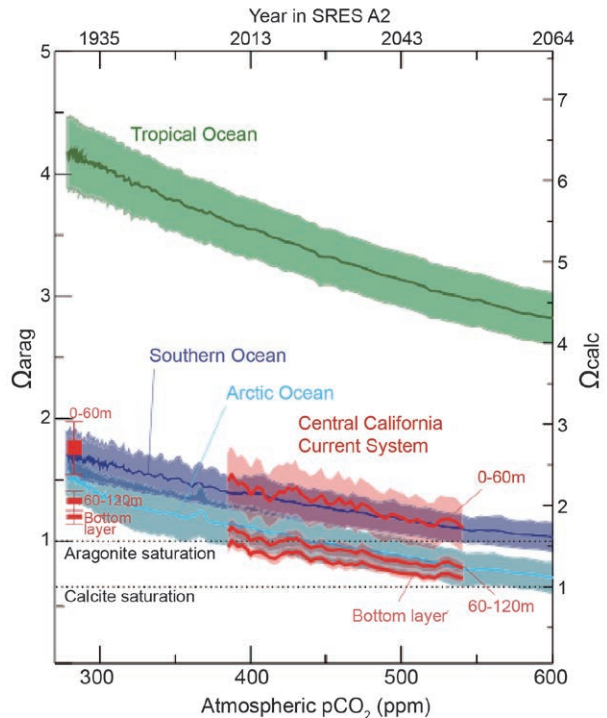 Year in SRES A2
1935 2013 2043 2064
5
4
3
2
1
Ωarag
7
6
5
4
3
2
1
Ωcalc
Tropical Ocean
Southern Ocean
Arctic Ocean
Central California
Current System
0-60m
0-60m
60-120m
Bottom
layer
Aragonite saturation
Calcite saturation
Bottom layer
60-120m
300 400 500 600
Atmospheric pCO₂ (ppm)